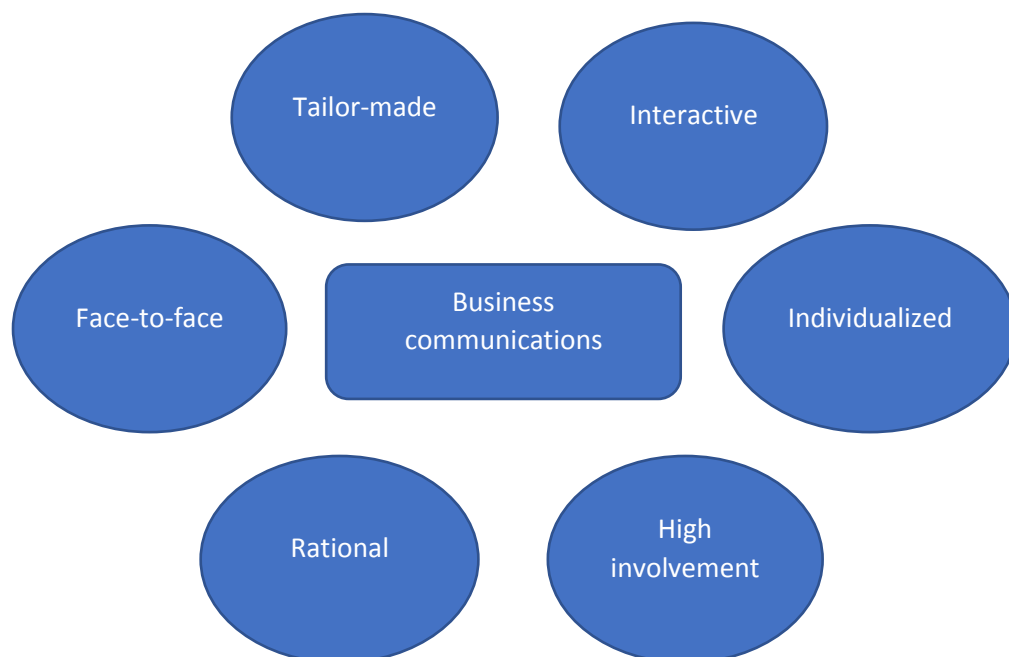 Tailor-made
Interactive
Face-to-face
Business
communications
Individualized
Rational
High
involvement